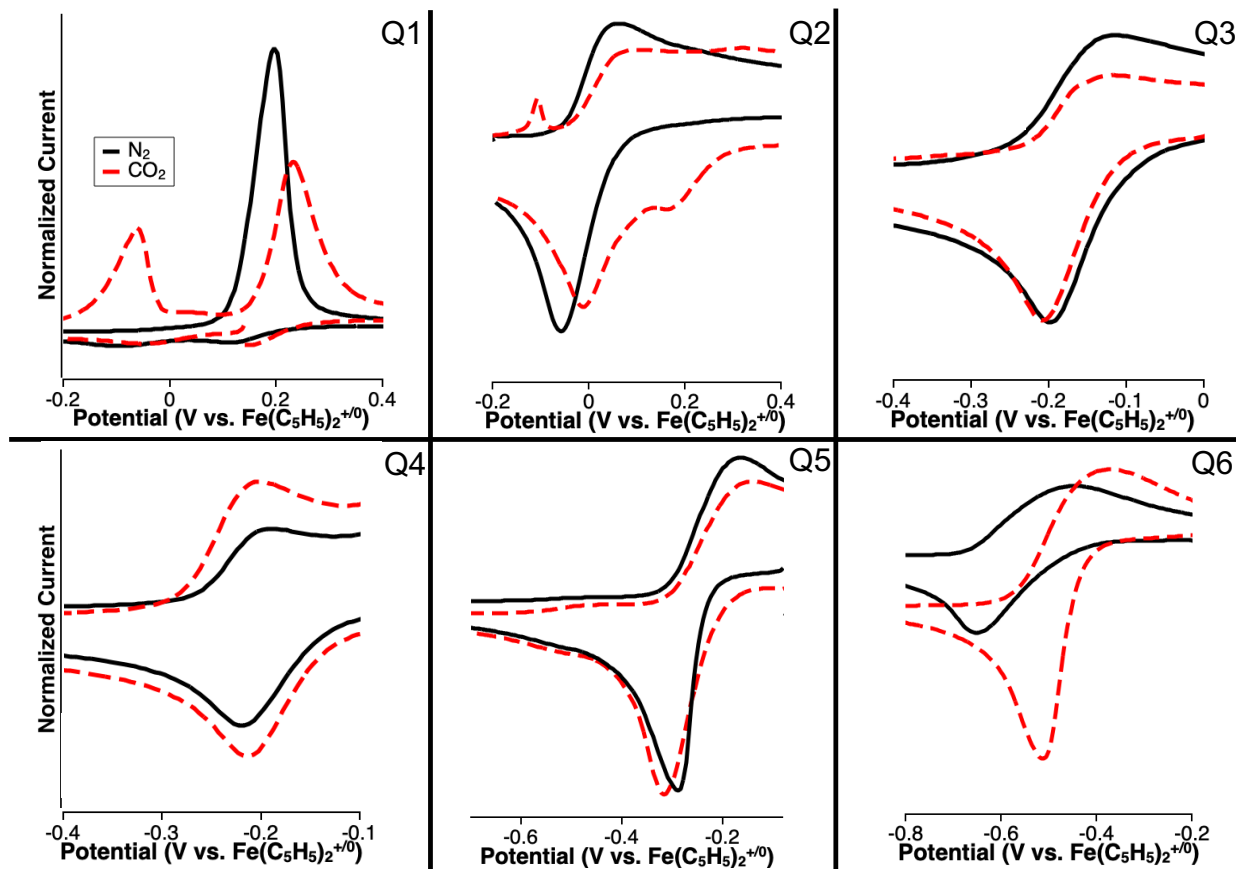 Q1
Q2
Q3
N₂
CO₂
Normalized Current
-0.2 0 0.2 0.4
Potential (V vs. Fe(C₅H₅)₂⁺/⁰)
-0.2 0 0.2 0.4
Potential (V vs. Fe(C₅H₅)₂⁺/⁰)
-0.4 -0.3 -0.2 -0.1 0
Potential (V vs. Fe(C₅H₅)₂⁺/⁰)
Q4
Q5
Q6
Normalized Current
-0.4 -0.3 -0.2 -0.1
Potential (V vs. Fe(C₅H₅)₂⁺/⁰)
-0.6 -0.4 -0.2
Potential (V vs. Fe(C₅H₅)₂⁺/⁰)
-0.8 -0.6 -0.4 -0.2
Potential (V vs. Fe(C₅H₅)₂⁺/⁰)